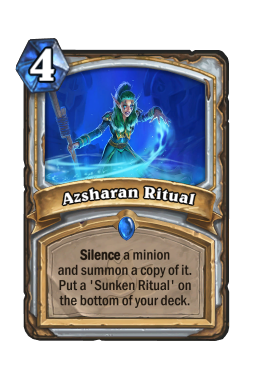 4
Azsharan Ritual
Silence a minion
and summon a copy of it.
Put a 'Sunken Ritual' on
the bottom of your deck.